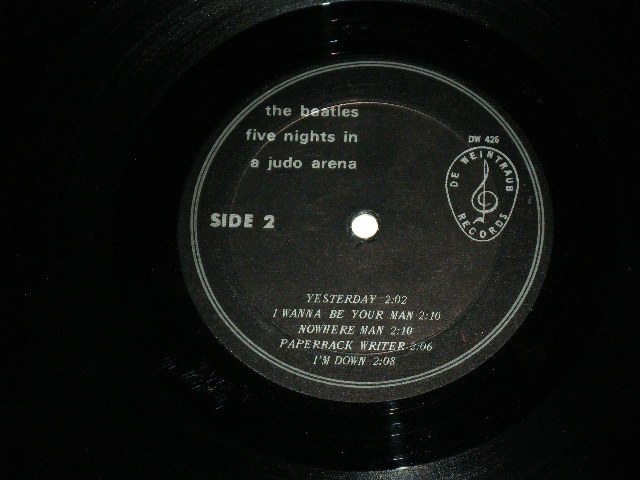 the beatles
five nights in
a judo arena
DW 426
DE WEINTRAUB
RECORDS
SIDE 2
YESTERDAY 2:02
I WANNA BE YOUR MAN 2:10
NOWHERE MAN 2:10
PAPERBACK WRITER 2:06
I'M DOWN 2:08